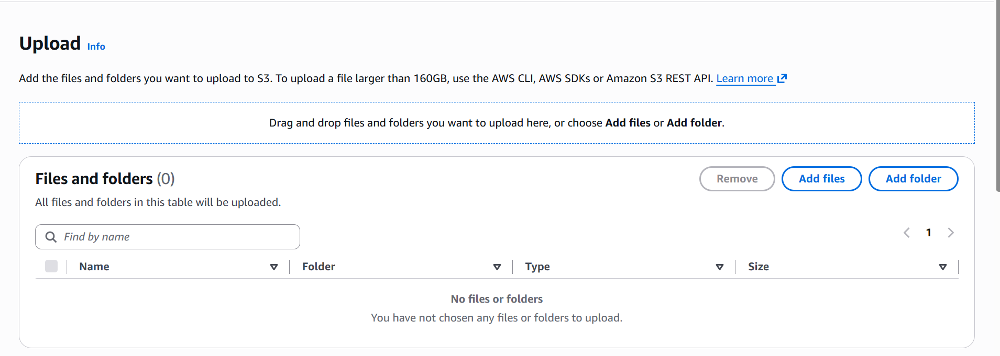 Upload Info
Add the files and folders you want to upload to S3. To upload a file larger than 160GB, use the AWS CLI, AWS SDKs or Amazon S3 REST API. Learn more
Drag and drop files and folders you want to upload here, or choose Add files or Add folder.
Files and folders (0)
Remove
Add files
Add folder
All files and folders in this table will be uploaded.
Find by name
1
Name
Folder
Type
Size
No files or folders
You have not chosen any files or folders to upload.